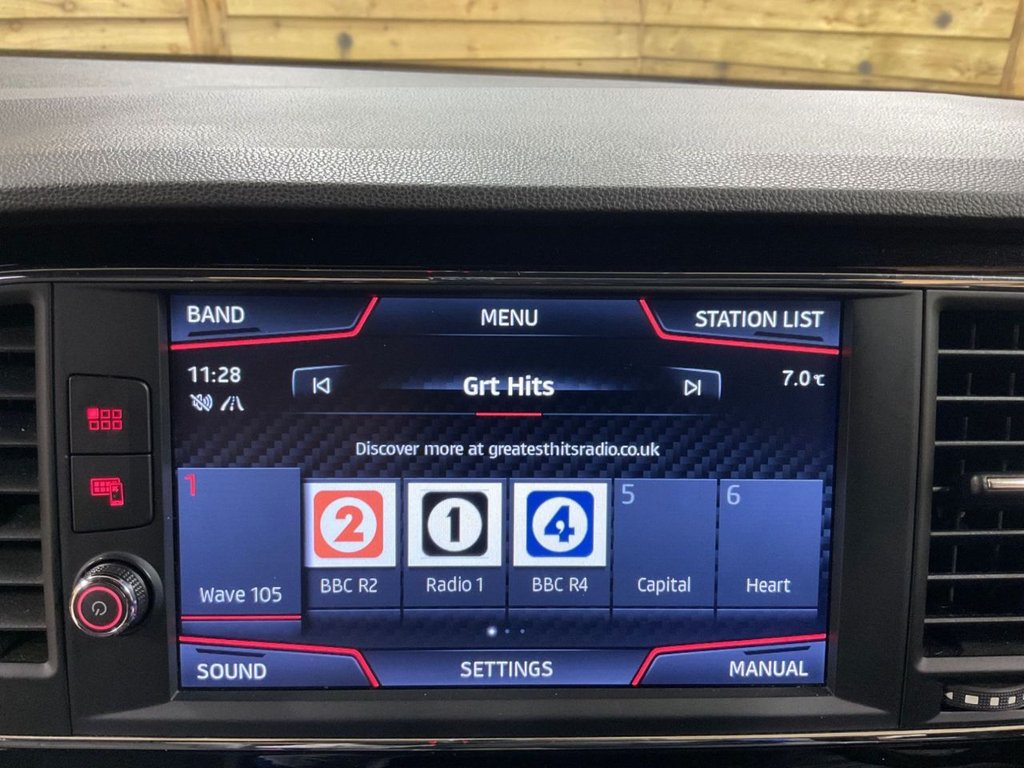 BAND MENU STATION LIST
11:28 Grt Hits 7.0°C
Discover more at greatesthitsradio.co.uk
1 2 1 4 5 6
Wave 105 BBC R2 Radio 1 BBC R4 Capital Heart
SOUND SETTINGS MANUAL